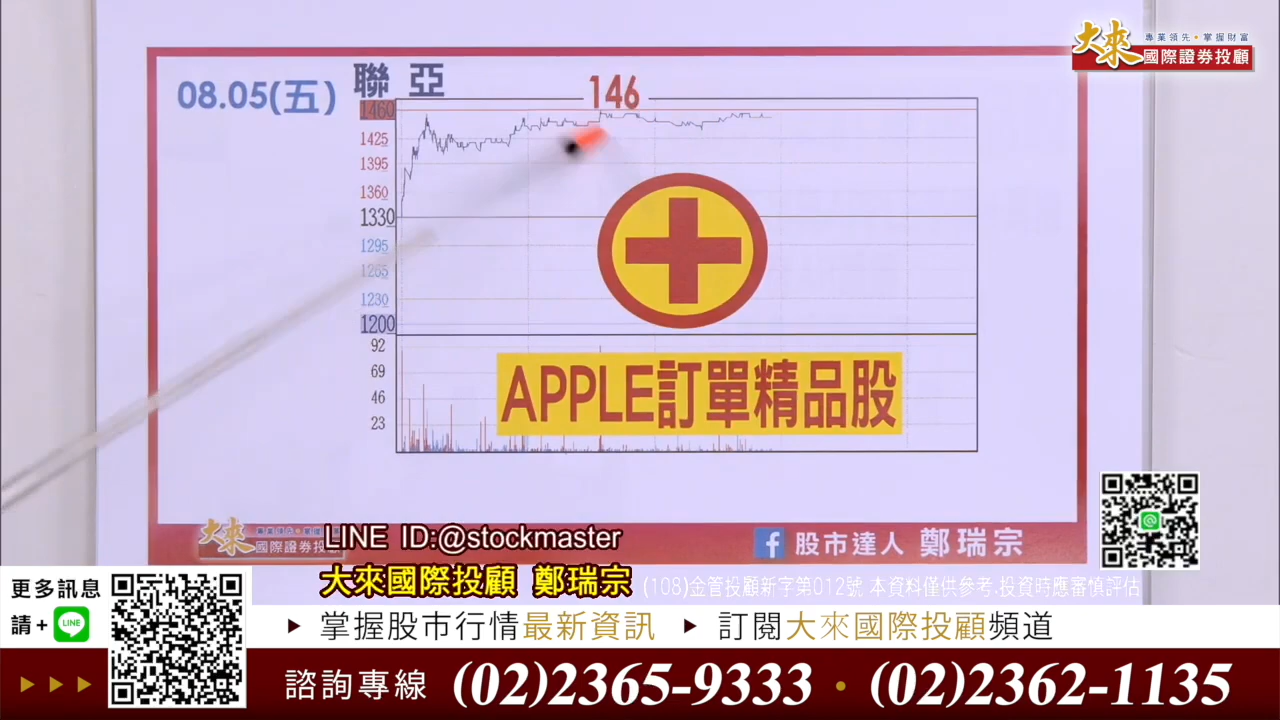 大來 專業領先・掌握財富
國際證券投顧
08.05(五)
聯亞
146
1460
1425
1395
1360
1330
1295
1265
1230
1200
92
69
46
23
APPLE訂單精品股
大來
國際證券投顧
LINE ID:@stockmaster
f 股市達人 鄭瑞宗
大來國際投顧 鄭瑞宗
(108)金管投顧新字第012號 本資料僅供參考.投資時應審慎評估
更多訊息
請+ LINE
掌握股市行情最新資訊 訂閱大來國際投顧頻道
諮詢專線 (02)2365-9333・(02)2362-1135